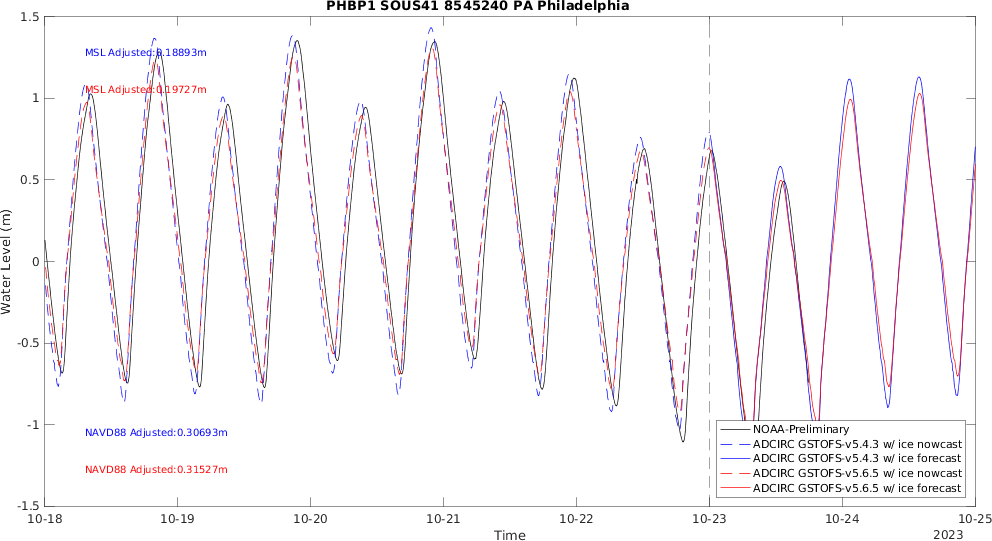 PHBP1 SOUS41 8545240 PA Philadelphia
1.5
1
0.5
0
-0.5
-1
-1.5
Water Level (m)
MSL Adjusted:0.18893m
MSL Adjusted:0.19727m
NAVD88 Adjusted:0.30693m
NAVD88 Adjusted:0.31527m
NOAA-Preliminary
ADCIRC GSTOFS-v5.4.3 w/ ice nowcast
ADCIRC GSTOFS-v5.4.3 w/ ice forecast
ADCIRC GSTOFS-v5.6.5 w/ ice nowcast
ADCIRC GSTOFS-v5.6.5 w/ ice forecast
10-18 10-19 10-20 10-21 10-22 10-23 10-24 10-25
Time
2023